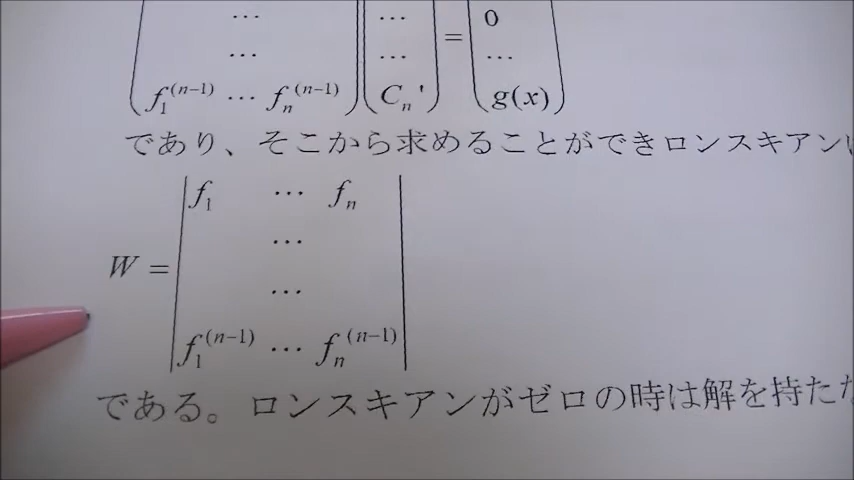 … … 0
… … = …
f₁⁽ⁿ⁻¹⁾ … fₙ⁽ⁿ⁻¹⁾ Cₙ' g(x)
であり、そこから求めることができロンスキアン
f₁ … fₙ
…
W =
…
f₁⁽ⁿ⁻¹⁾ … fₙ⁽ⁿ⁻¹⁾
である。ロンスキアンがゼロの時は解を持た